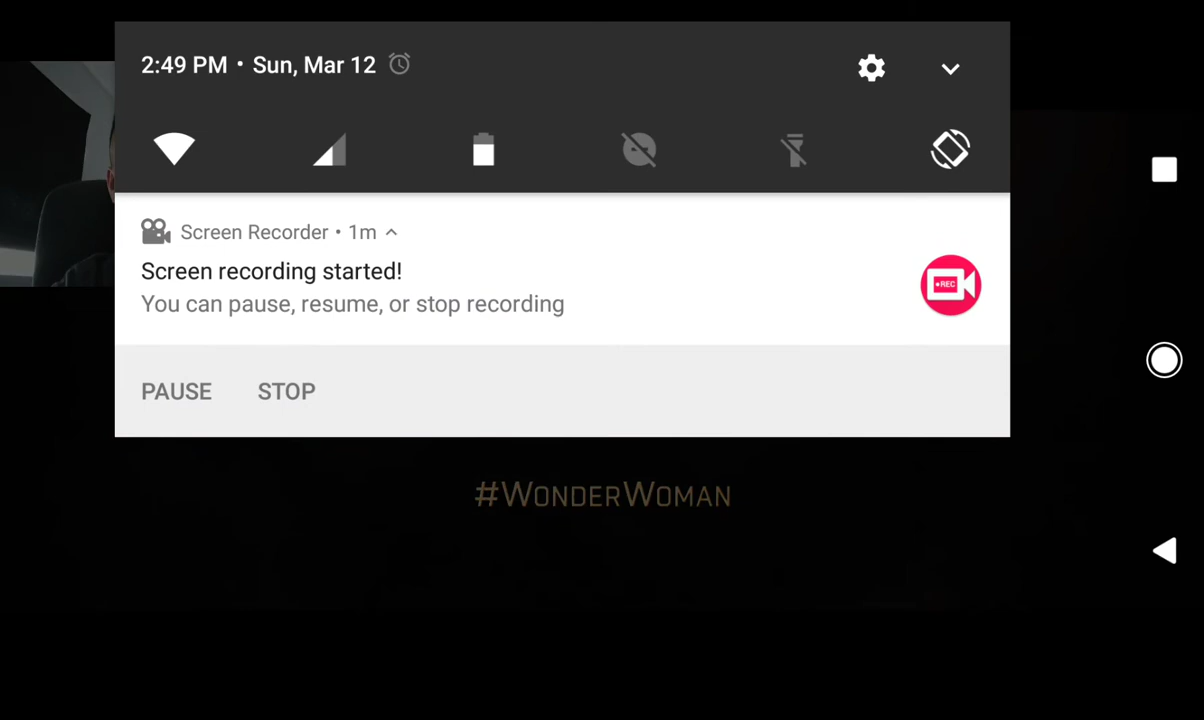 2:49 PM • Sun, Mar 12
Screen Recorder • 1m
Screen recording started!
You can pause, resume, or stop recording
REC
PAUSE STOP
#WONDERWOMAN